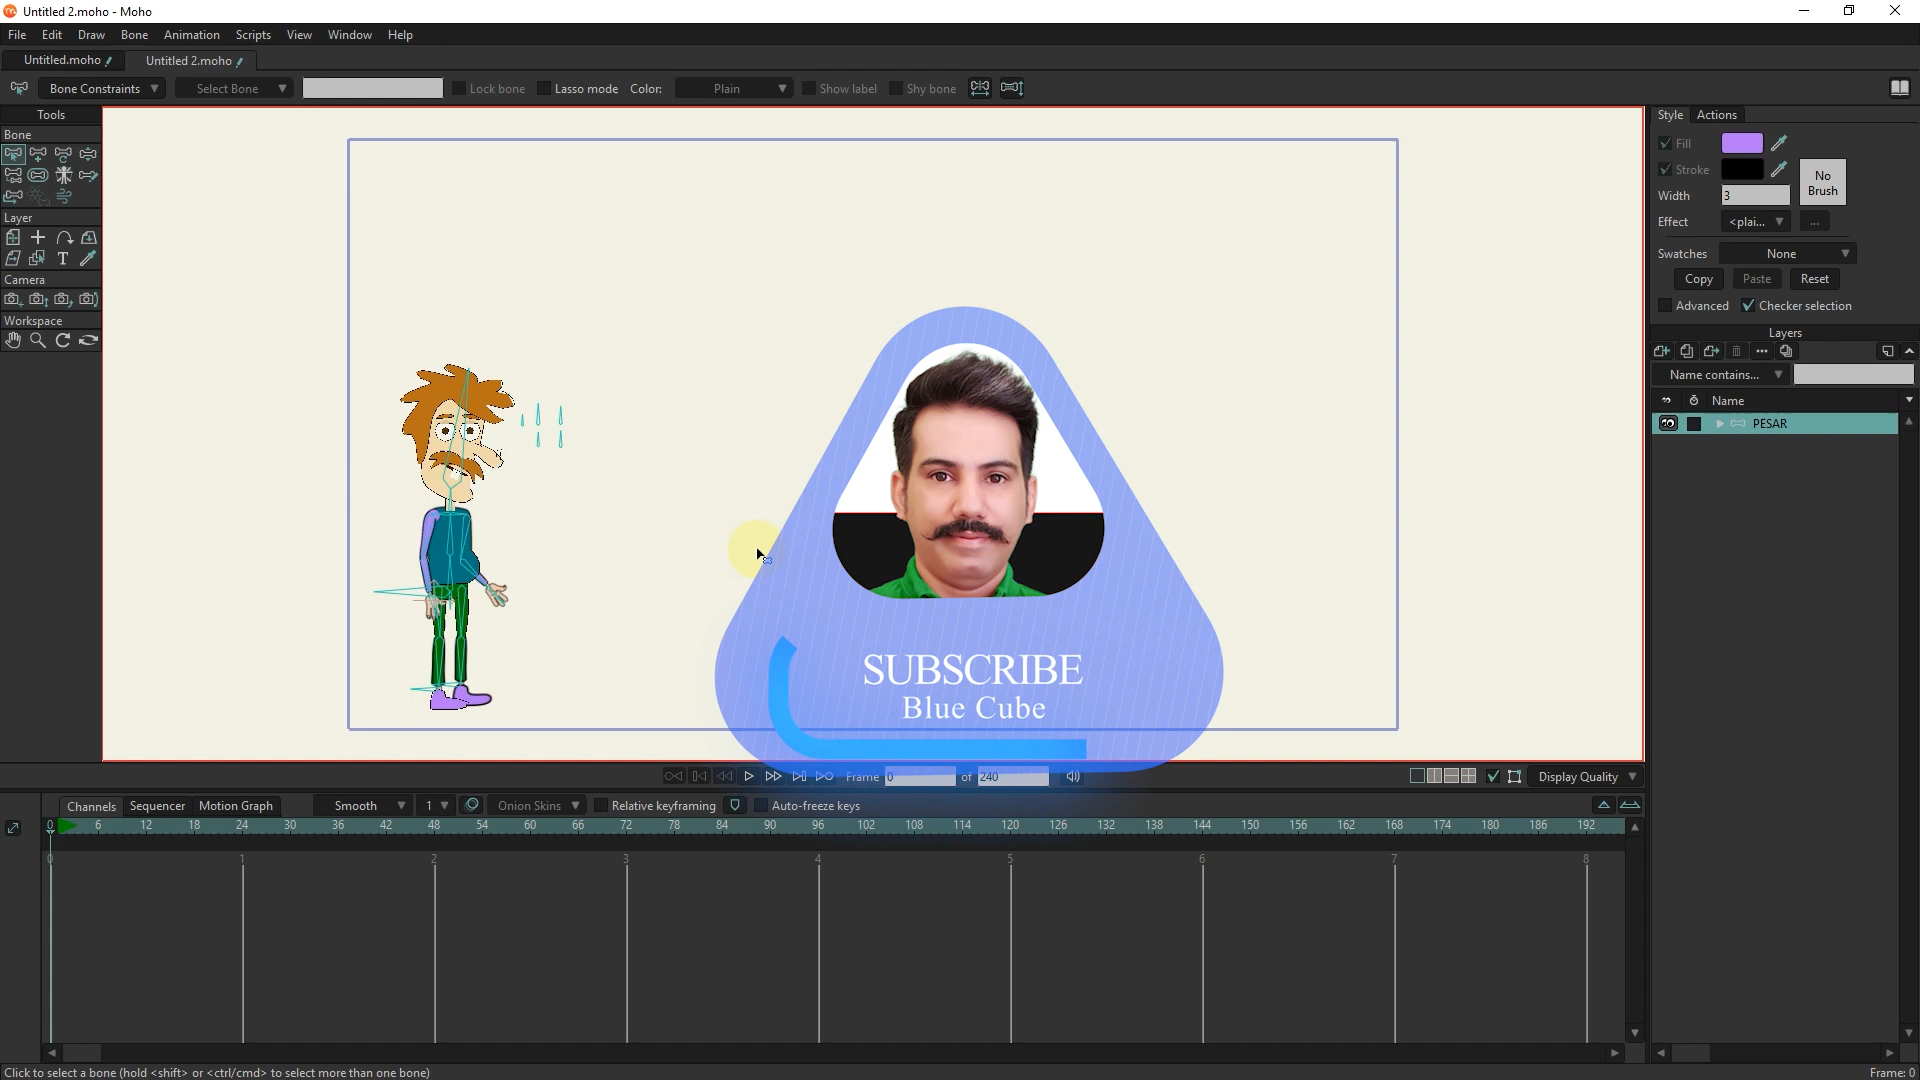 Untitled 2.moho - Moho
File Edit Draw Bone Animation Scripts View Window Help
Untitled.moho Untitled 2.moho
Bone Constraints Select Bone Lock bone Lasso mode Color: Plain Show label Shy bone
Tools
Bone
Layer
T
Camera
Workspace
Style Actions
Fill
Stroke
No
Brush
Width 3
Effect <plai... ...
Swatches None
Copy Paste Reset
Advanced Checker selection
Layers
Name contains...
Name
PESAR
SUBSCRIBE
Blue Cube
Frame 0 of 240
Display Quality
Channels Sequencer Motion Graph Smooth 1 Onion Skins Relative keyframing Auto-freeze keys
0 6 12 18 24 30 36 42 48 54 60 66 72 78 84 90 96 102 108 114 120 126 132 138 144 150 156 162 168 174 180 186 192
0 1 2 3 4 5 6 7 8
Click to select a bone (hold <shift> or <ctrl/cmd> to select more than one bone)
Frame: 0